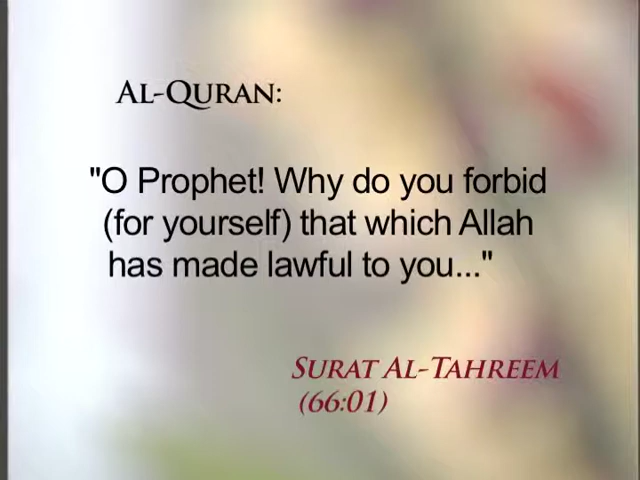 AL-QURAN:
"O Prophet! Why do you forbid
(for yourself) that which Allah
has made lawful to you..."
SURAT AL-TAHREEM
(66:01)